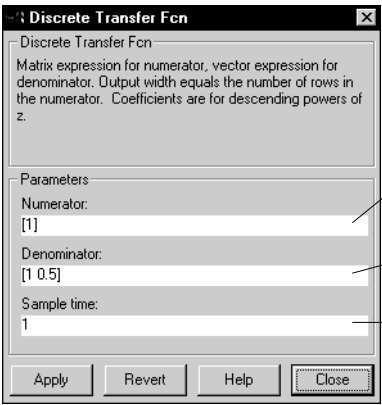 Discrete Transfer Fcn
Discrete Transfer Fcn
Matrix expression for numerator, vector expression for
denominator. Output width equals the number of rows in
the numerator.  Coefficients are for descending powers of
z.
Parameters
Numerator:
[1]
Denominator:
[1 0.5]
Sample time:
1
Apply Revert Help Close